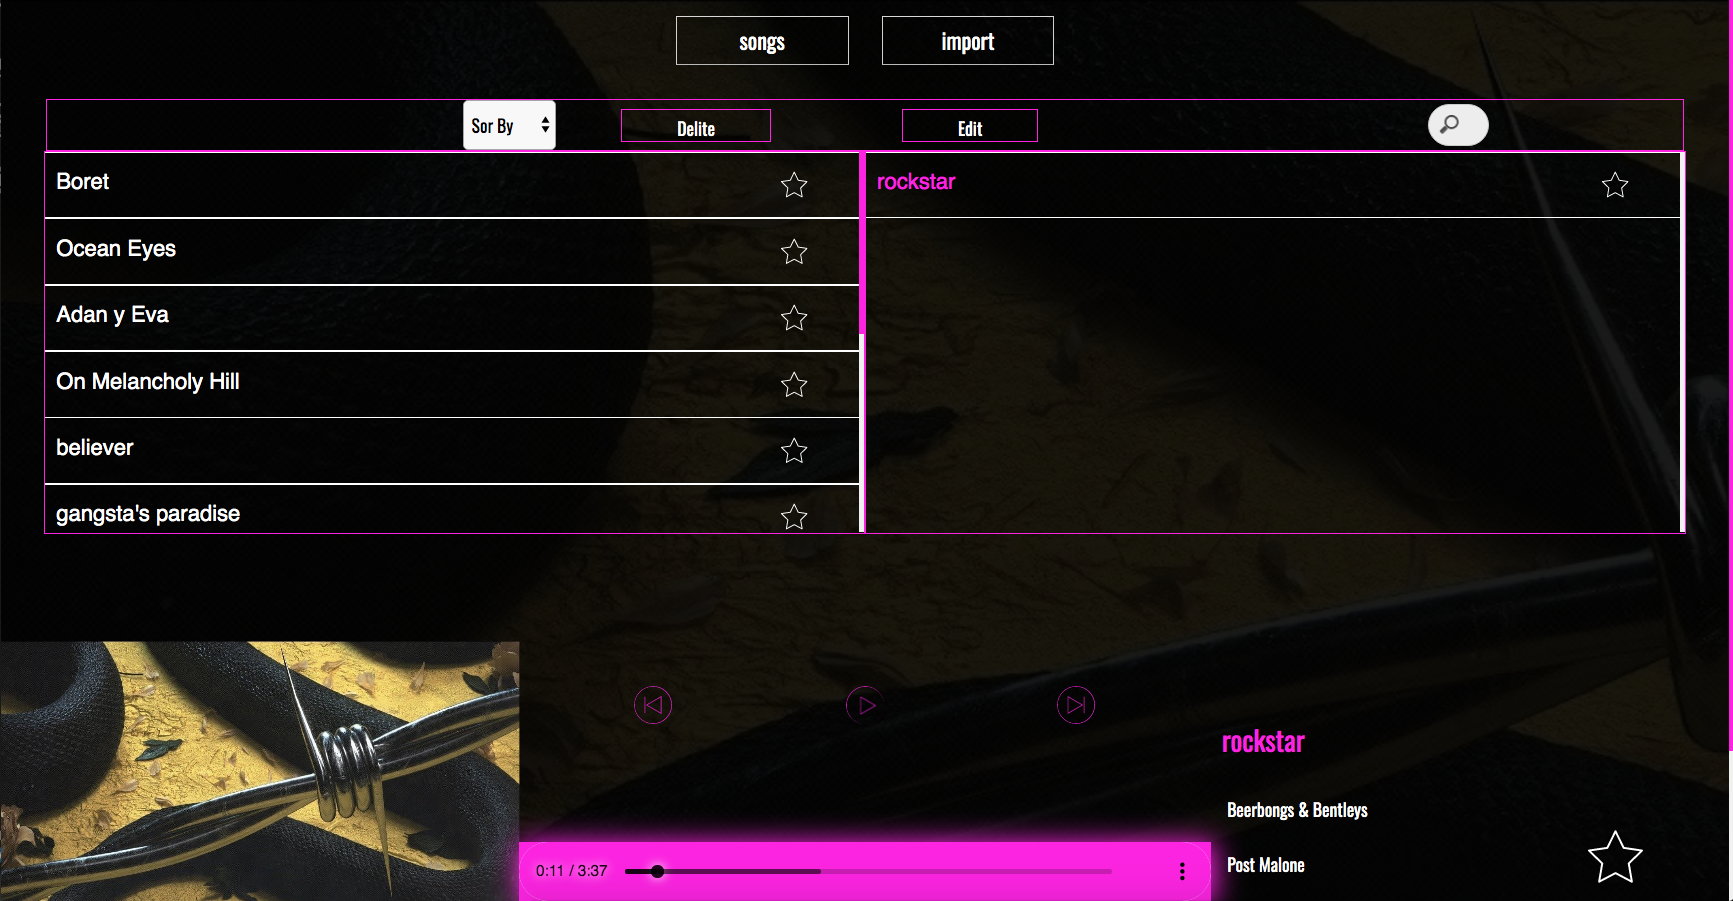 songs
import
Sor By
Delite
Edit
Boret
rockstar
Ocean Eyes
Adan y Eva
On Melancholy Hill
believer
gangsta's paradise
rockstar
Beerbongs & Bentleys
0:11 / 3:37
Post Malone